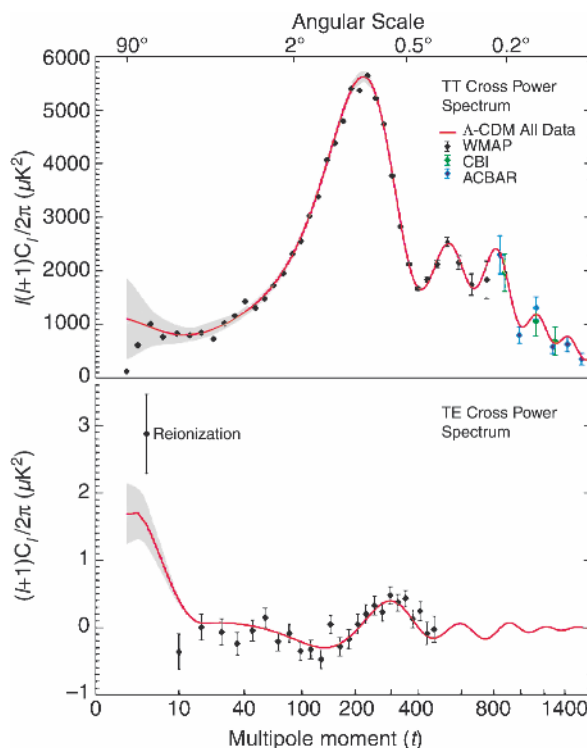 Angular Scale
90° 2° 0.5° 0.2°
6000
5000
4000
3000
2000
1000
0
l(l+1)Cl/2π (μK²)
TT Cross Power
Spectrum
Λ-CDM All Data
WMAP
CBI
ACBAR
3
2
1
0
−1
(l+1)Cl/2π (μK²)
Reionization
TE Cross Power
Spectrum
0 10 40 100 200 400 800 1400
Multipole moment (ℓ)